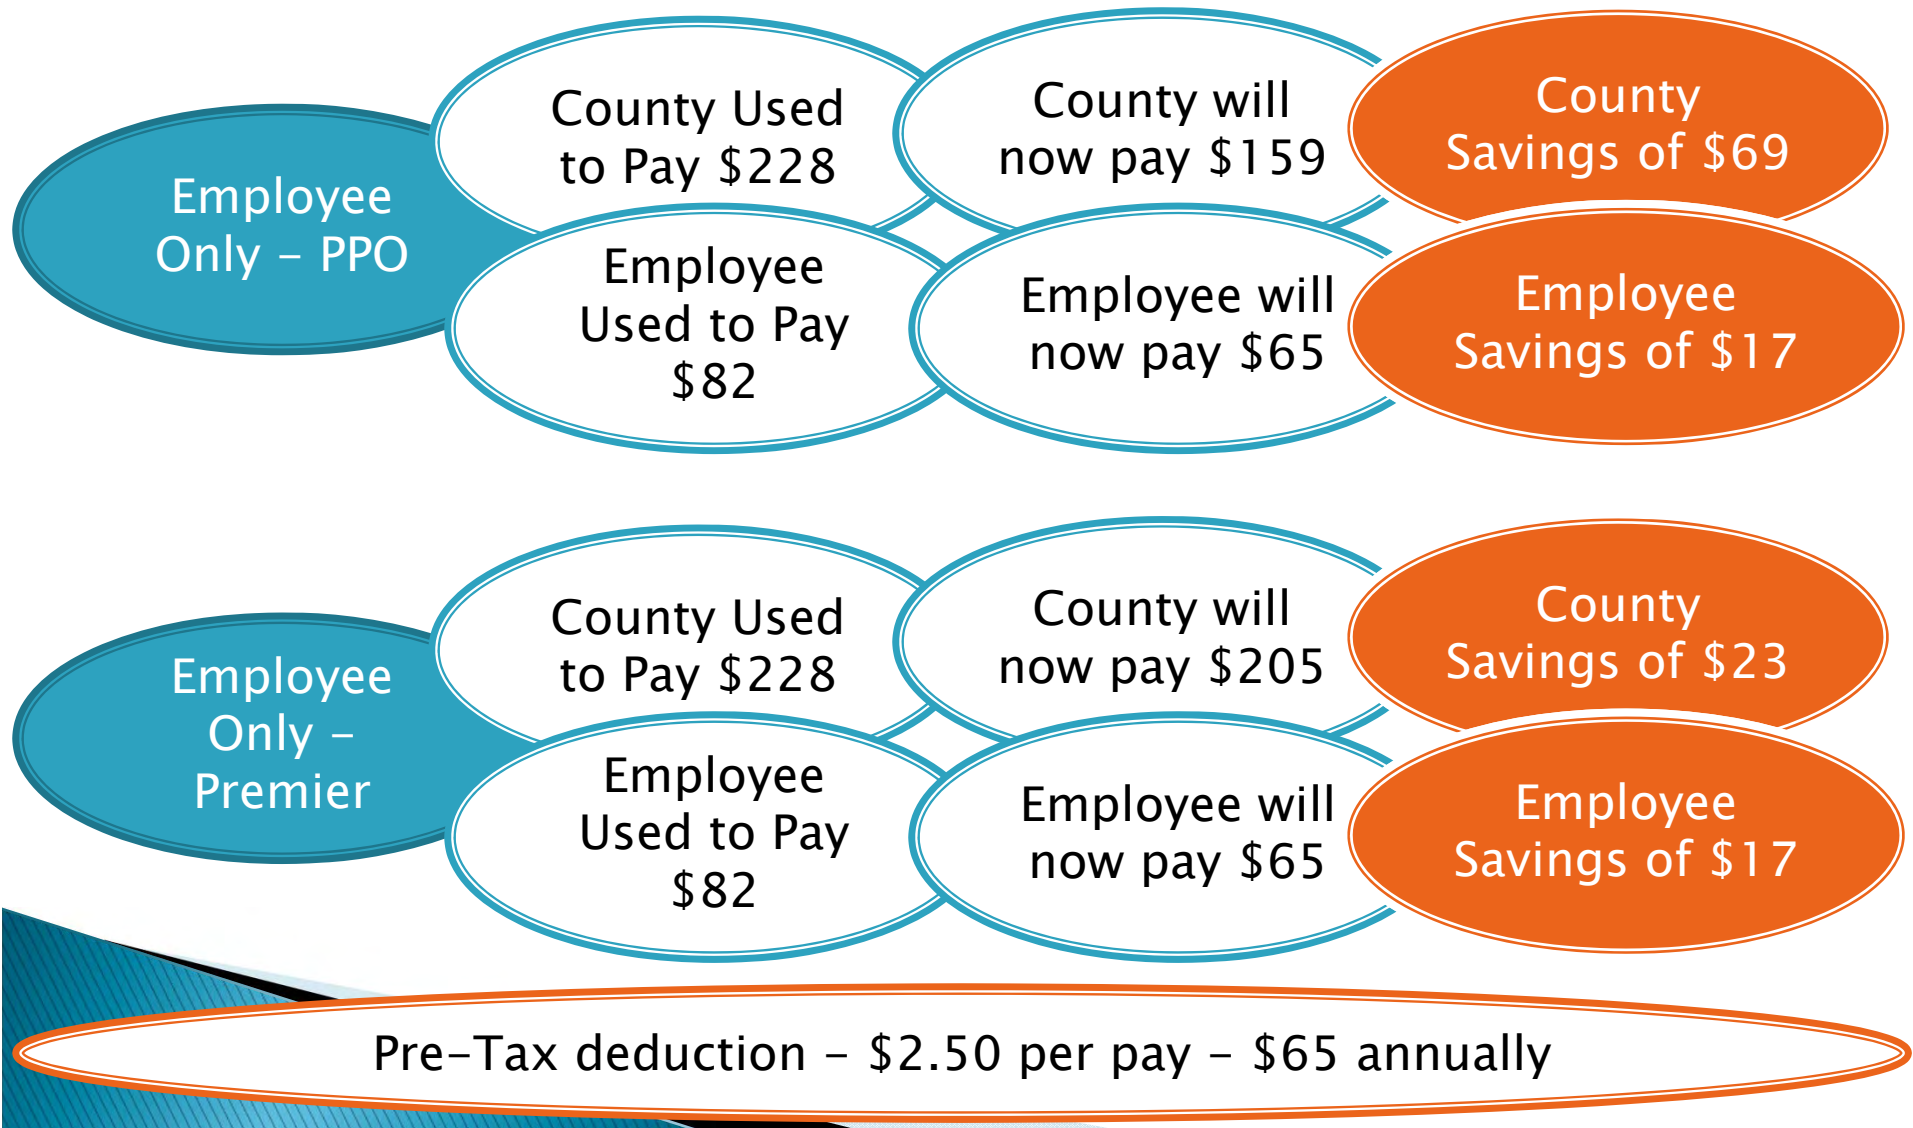 Employee
Only – PPO
County Used
to Pay $228
County will
now pay $159
County
Savings of $69
Employee
Used to Pay
$82
Employee will
now pay $65
Employee
Savings of $17
Employee
Only –
Premier
County Used
to Pay $228
County will
now pay $205
County
Savings of $23
Employee
Used to Pay
$82
Employee will
now pay $65
Employee
Savings of $17
Pre-Tax deduction – $2.50 per pay – $65 annually